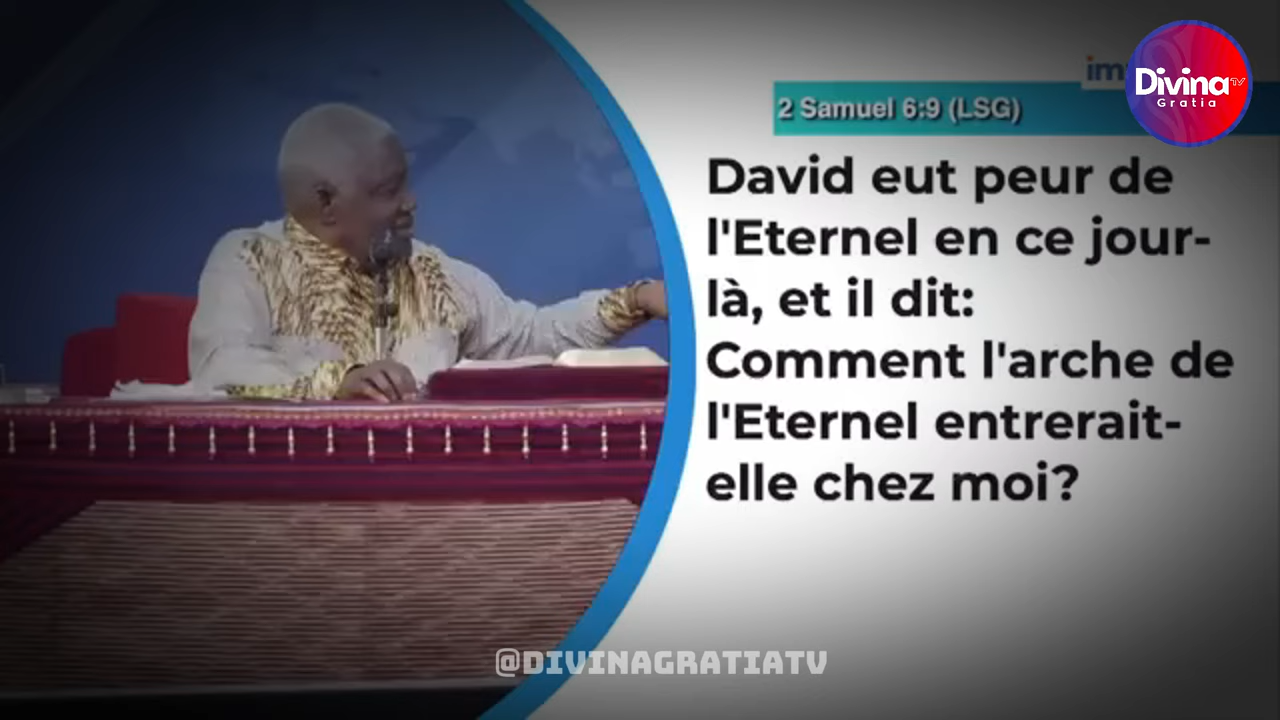 Divina TV
Gratia
2 Samuel 6:9 (LSG)
David eut peur de
l'Eternel en ce jour-
là, et il dit:
Comment l'arche de
l'Eternel entrerait-
elle chez moi?
@DIVINAGRATIATV